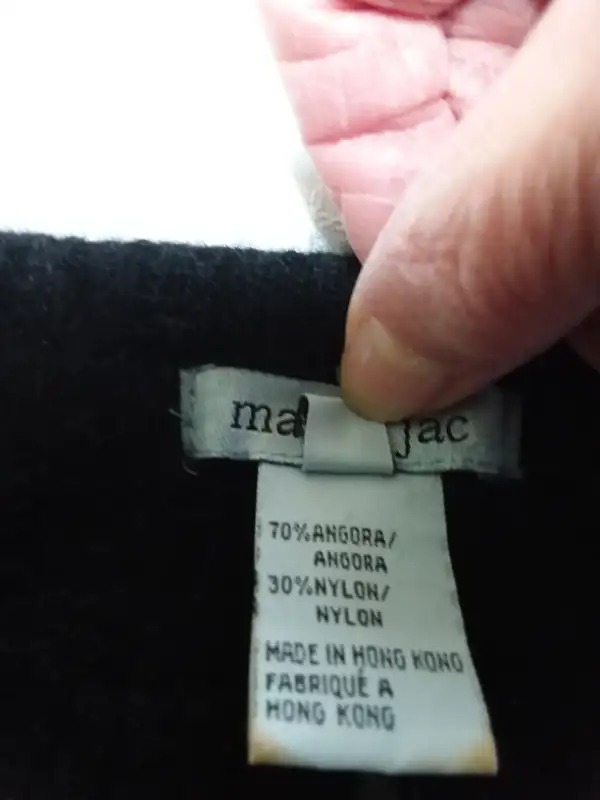 ma jac
70%ANGORA/
ANGORA
30%NYLON/
NYLON
MADE IN HONG KONG
FABRIQUÉ A
HONG KONG